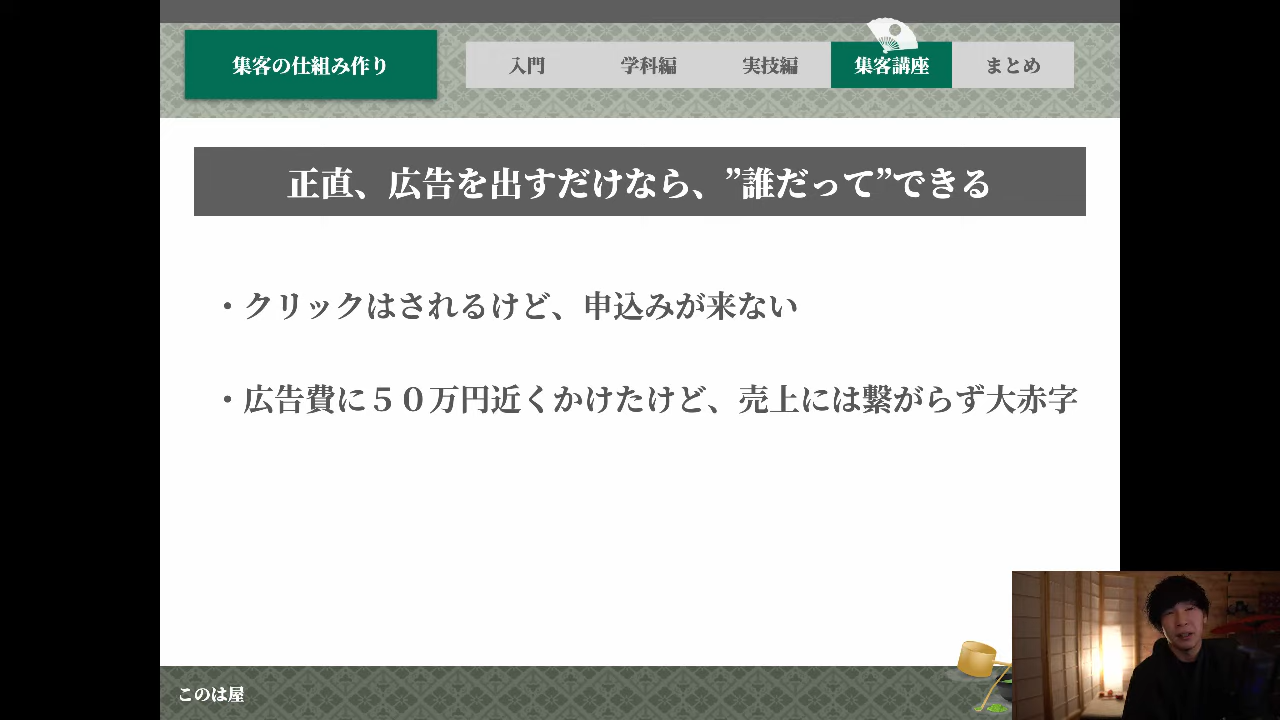 集客の仕組み作り
入門 学科編 実技編 集客講座 まとめ
正直、広告を出すだけなら、”誰だって”できる
・クリックはされるけど、申込みが来ない
・広告費に５０万円近くかけたけど、売上には繋がらず大赤字
このは屋